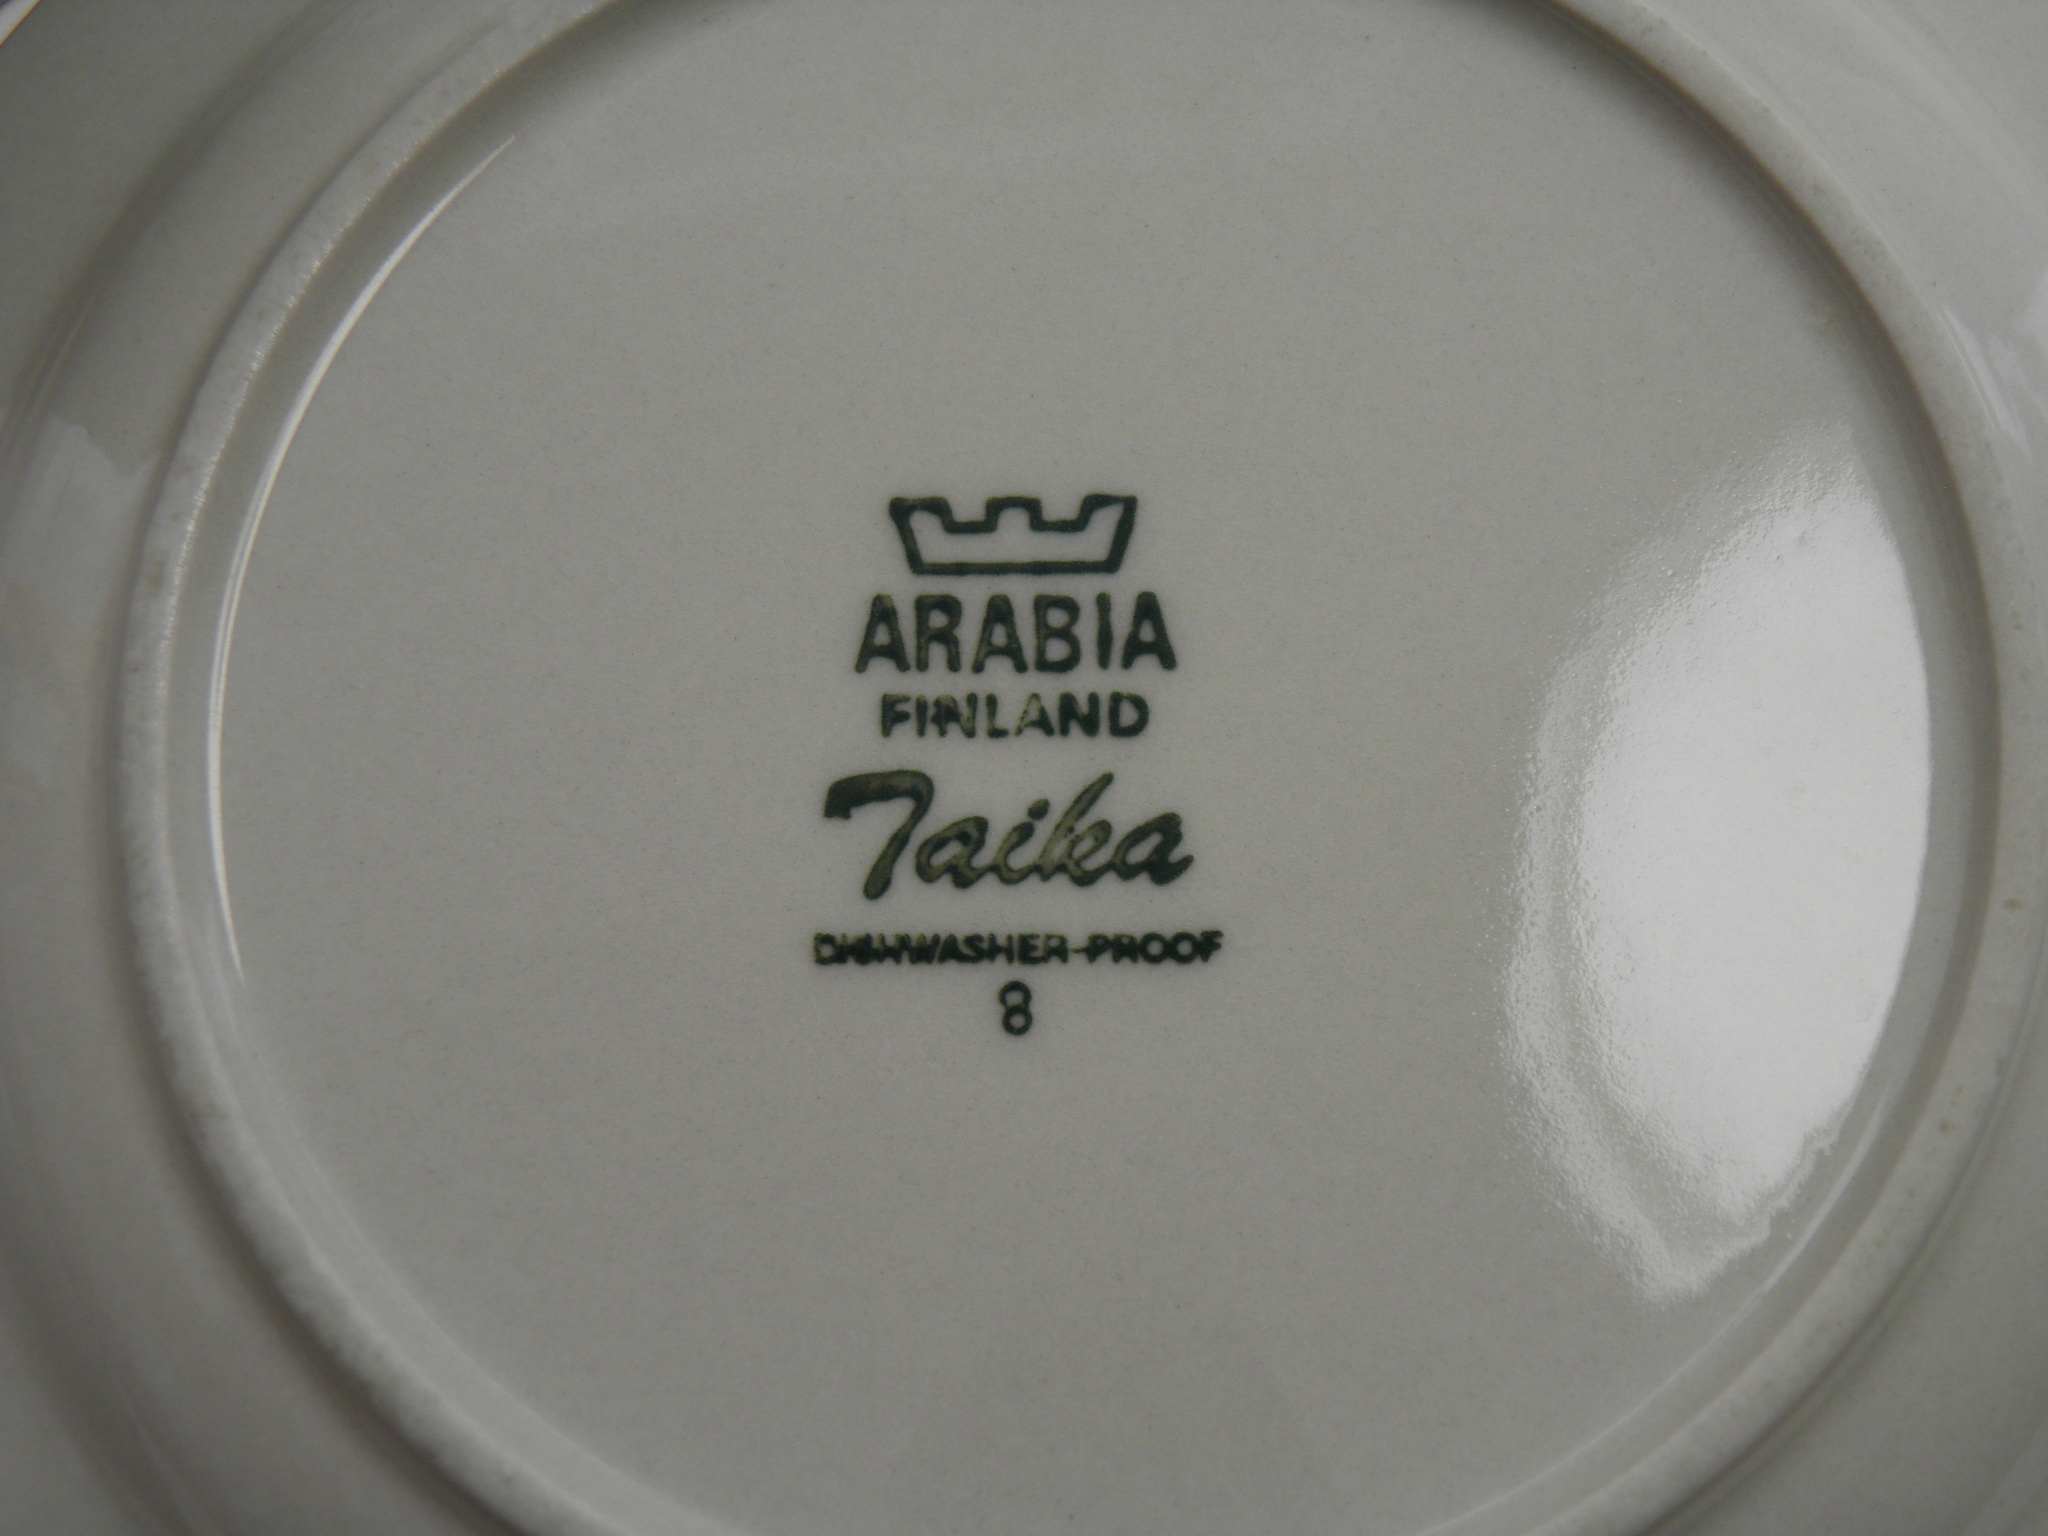 ARABIA
FINLAND
Taika
DISHWASHER-PROOF
8